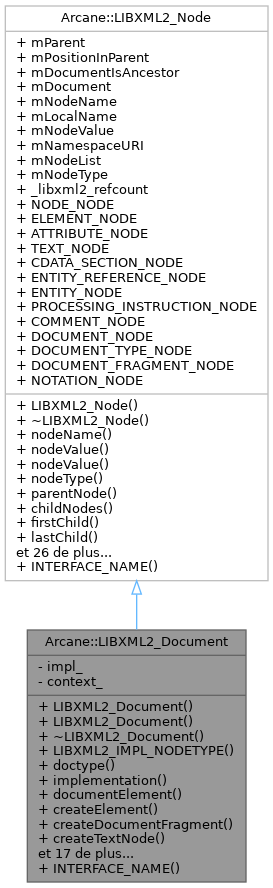 Arcane::LIBXML2_Node
+ mParent
+ mPositionInParent
+ mDocumentIsAncestor
+ mDocument
+ mNodeName
+ mLocalName
+ mNodeValue
+ mNamespaceURI
+ mNodeList
+ mNodeType
+ _libxml2_refcount
+ NODE_NODE
+ ELEMENT_NODE
+ ATTRIBUTE_NODE
+ TEXT_NODE
+ CDATA_SECTION_NODE
+ ENTITY_REFERENCE_NODE
+ ENTITY_NODE
+ PROCESSING_INSTRUCTION_NODE
+ COMMENT_NODE
+ DOCUMENT_NODE
+ DOCUMENT_TYPE_NODE
+ DOCUMENT_FRAGMENT_NODE
+ NOTATION_NODE
+ LIBXML2_Node()
+ ~LIBXML2_Node()
+ nodeName()
+ nodeValue()
+ nodeValue()
+ nodeType()
+ parentNode()
+ childNodes()
+ firstChild()
+ lastChild()
et 26 de plus...
+ INTERFACE_NAME()
Arcane::LIBXML2_Document
- impl_
- context_
+ LIBXML2_Document()
+ LIBXML2_Document()
+ ~LIBXML2_Document()
+ LIBXML2_IMPL_NODETYPE()
+ doctype()
+ implementation()
+ documentElement()
+ createElement()
+ createDocumentFragment()
+ createTextNode()
et 17 de plus...
+ INTERFACE_NAME()